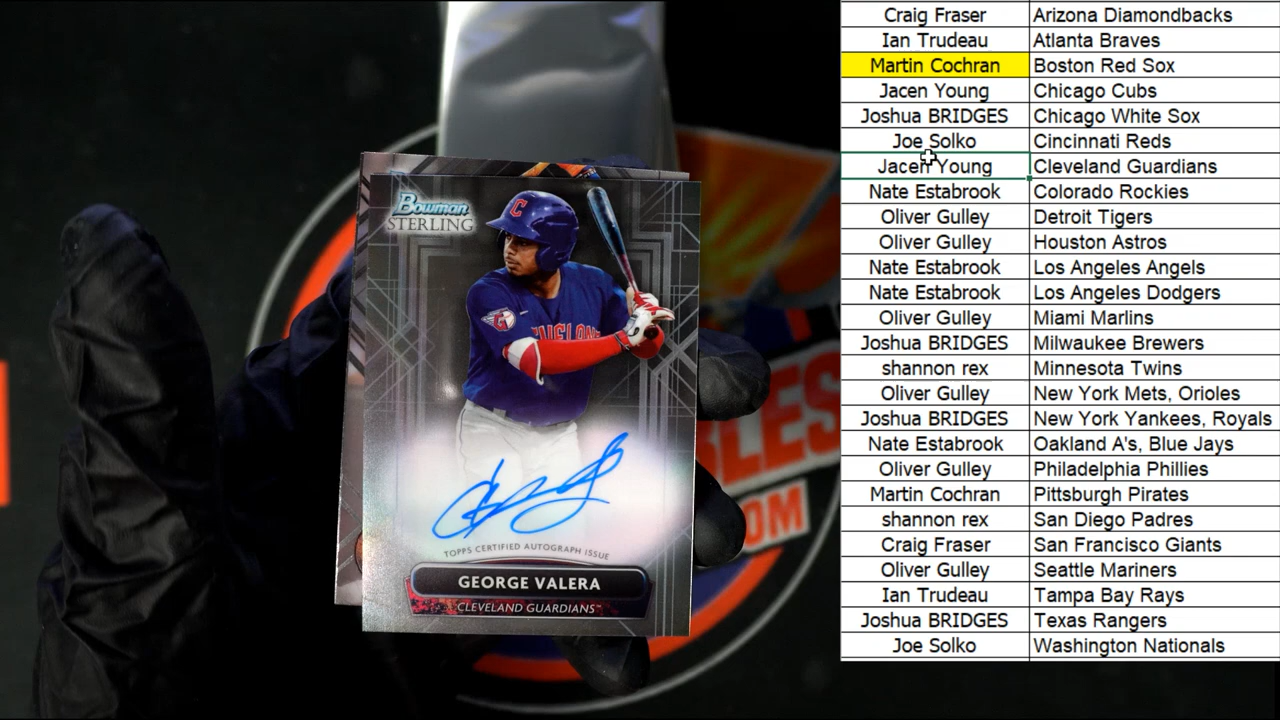 Bowman
STERLING
C
TOPPS CERTIFIED AUTOGRAPH ISSUE
GEORGE VALERA
CLEVELAND GUARDIANS™
BLES
OM
Craig Fraser Arizona Diamondbacks
Ian Trudeau Atlanta Braves
Martin Cochran Boston Red Sox
Jacen Young Chicago Cubs
Joshua BRIDGES Chicago White Sox
Joe Solko Cincinnati Reds
Jacen Young Cleveland Guardians
Nate Estabrook Colorado Rockies
Oliver Gulley Detroit Tigers
Oliver Gulley Houston Astros
Nate Estabrook Los Angeles Angels
Nate Estabrook Los Angeles Dodgers
Oliver Gulley Miami Marlins
Joshua BRIDGES Milwaukee Brewers
shannon rex Minnesota Twins
Oliver Gulley New York Mets, Orioles
Joshua BRIDGES New York Yankees, Royals
Nate Estabrook Oakland A's, Blue Jays
Oliver Gulley Philadelphia Phillies
Martin Cochran Pittsburgh Pirates
shannon rex San Diego Padres
Craig Fraser San Francisco Giants
Oliver Gulley Seattle Mariners
Ian Trudeau Tampa Bay Rays
Joshua BRIDGES Texas Rangers
Joe Solko Washington Nationals